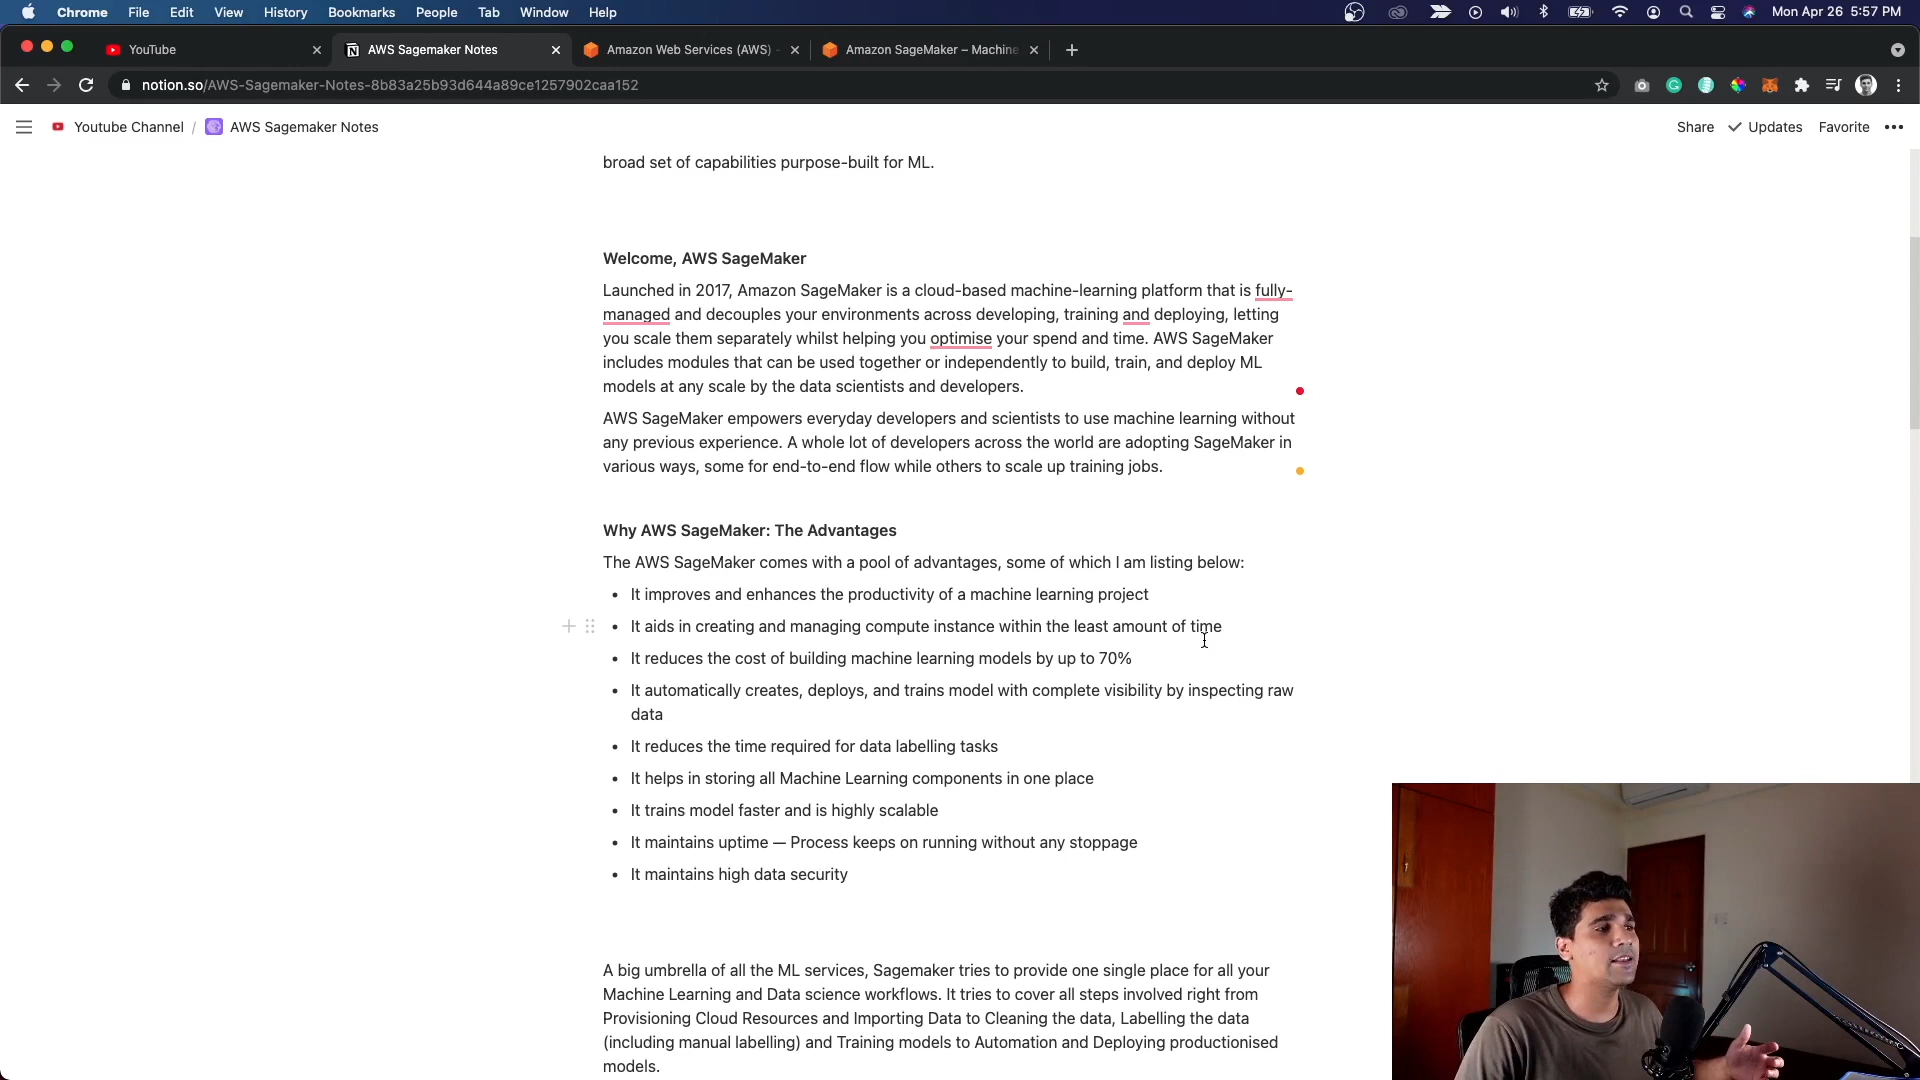 Chrome File Edit View History Bookmarks People Tab Window Help Mon Apr 26 5:57 PM
YouTube AWS Sagemaker Notes Amazon Web Services (AWS) - Amazon SageMaker – Machine
notion.so/AWS-Sagemaker-Notes-8b83a25b93d644a89ce1257902caa152
Youtube Channel / AWS Sagemaker Notes Share Updates Favorite
broad set of capabilities purpose-built for ML.
Welcome, AWS SageMaker
Launched in 2017, Amazon SageMaker is a cloud-based machine-learning platform that is fully-
managed and decouples your environments across developing, training and deploying, letting
you scale them separately whilst helping you optimise your spend and time. AWS SageMaker
includes modules that can be used together or independently to build, train, and deploy ML
models at any scale by the data scientists and developers.
AWS SageMaker empowers everyday developers and scientists to use machine learning without
any previous experience. A whole lot of developers across the world are adopting SageMaker in
various ways, some for end-to-end flow while others to scale up training jobs.
Why AWS SageMaker: The Advantages
The AWS SageMaker comes with a pool of advantages, some of which I am listing below:
• It improves and enhances the productivity of a machine learning project
• It aids in creating and managing compute instance within the least amount of time
• It reduces the cost of building machine learning models by up to 70%
• It automatically creates, deploys, and trains model with complete visibility by inspecting raw
data
• It reduces the time required for data labelling tasks
• It helps in storing all Machine Learning components in one place
• It trains model faster and is highly scalable
• It maintains uptime — Process keeps on running without any stoppage
• It maintains high data security
A big umbrella of all the ML services, Sagemaker tries to provide one single place for all your
Machine Learning and Data science workflows. It tries to cover all steps involved right from
Provisioning Cloud Resources and Importing Data to Cleaning the data, Labelling the data
(including manual labelling) and Training models to Automation and Deploying productionised
models.